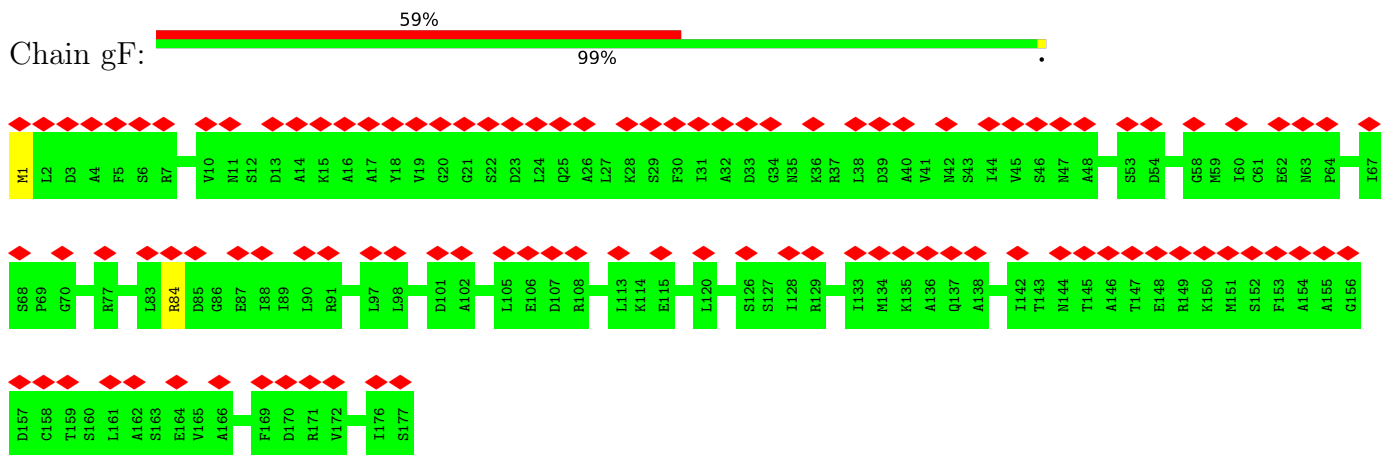 59%
Chain gF:
99% .
M1 L2 D3 A4 F5 S6 R7 V10 N11 S12 D13 A14 K15 A16 A17 Y18 V19 G20 G21 S22 D23 L24 Q25 A26 L27 K28 S29 F30 I31 A32 D33 G34 N35 K36 R37 L38 D39 A40 V41 N42 S43 I44 V45 S46 N47 A48 S53 D54 G58 M59 I60 C61 E62 N63 P64 I67
S68 P69 G70 R77 L83 R84 D85 G86 E87 I88 I89 L90 R91 L97 L98 D101 A102 L105 E106 D107 R108 L113 K114 E115 L120 S126 S127 I128 R129 I133 M134 K135 A136 Q137 A138 I142 T143 N144 T145 A146 T147 E148 R149 K150 M151 S152 F153 A154 A155 G156
D157 C158 T159 S160 L161 A162 S163 E164 V165 A166 F169 D170 R171 V172 I176 S177